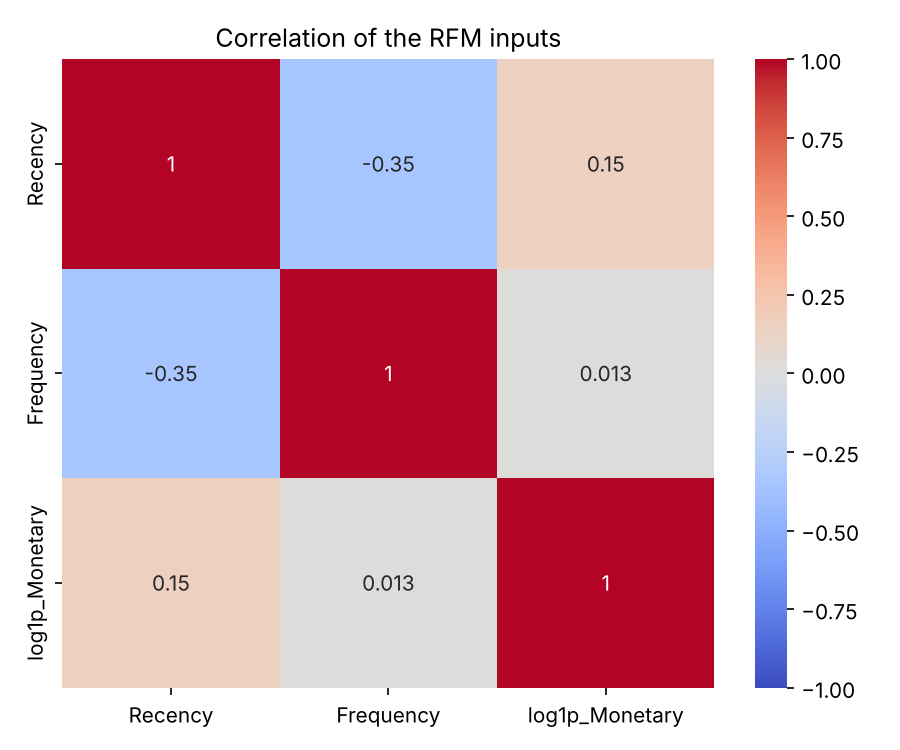 Correlation of the RFM inputs
Recency
1
-0.35
0.15
Frequency
-0.35
1
0.013
log1p_Monetary
0.15
0.013
1
Recency
Frequency
log1p_Monetary
1.00
0.75
0.50
0.25
0.00
−0.25
−0.50
−0.75
−1.00